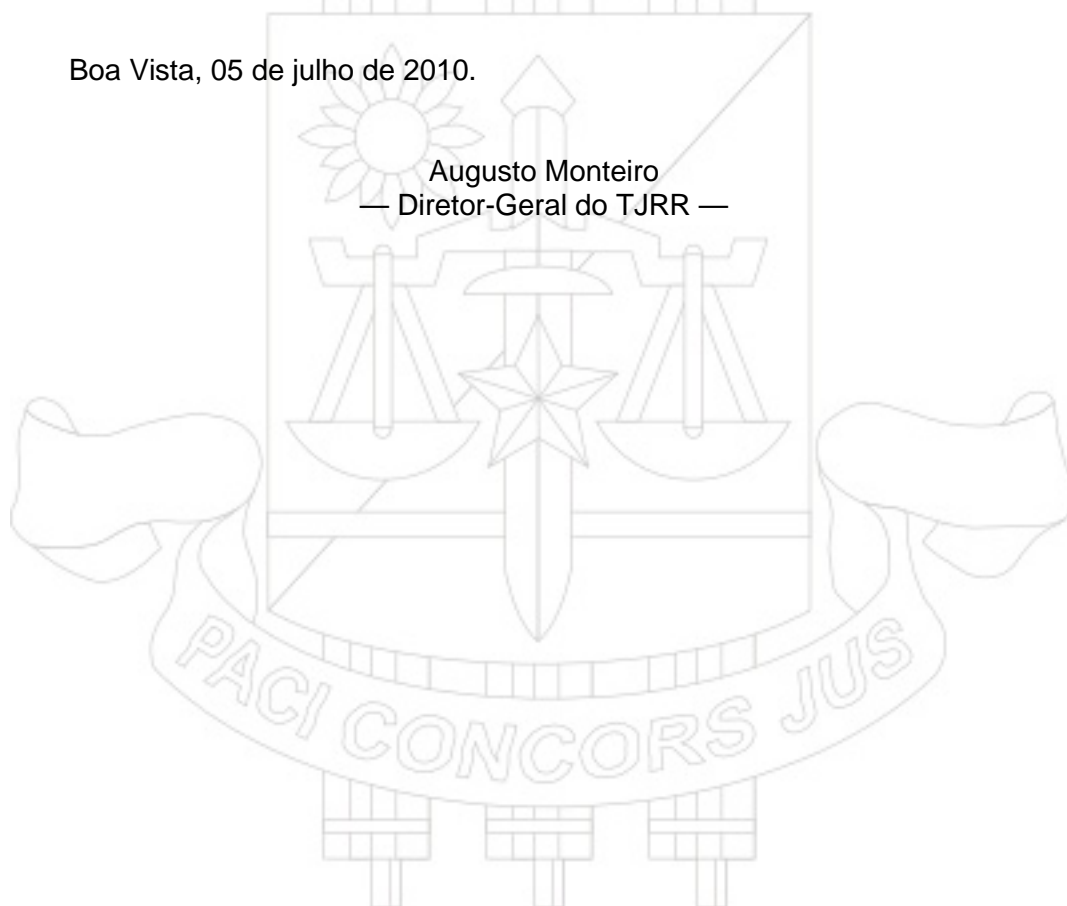 Boa Vista, 05 de julho de 2010.
Augusto Monteiro
— Diretor-Geral do TJRR —
PACI CONCORS JUS